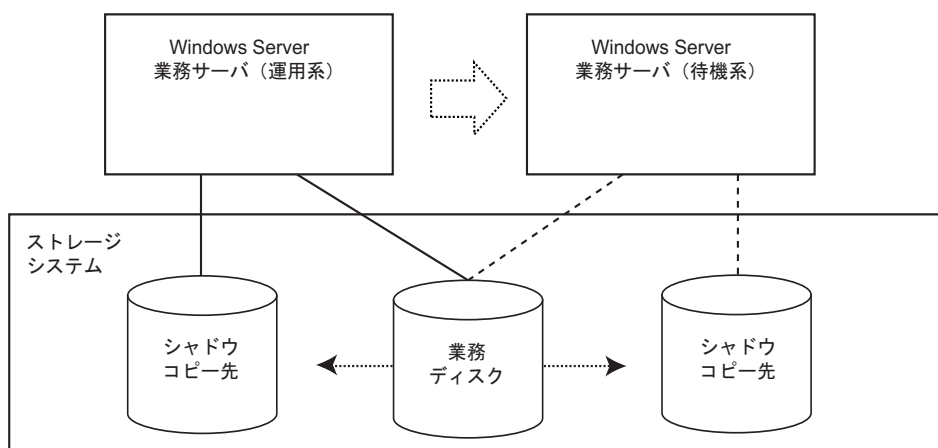 Windows Server
業務サーバ（運用系）
Windows Server
業務サーバ（待機系）
ストレージ
システム
シャドウ
コピー先
業務
ディスク
シャドウ
コピー先